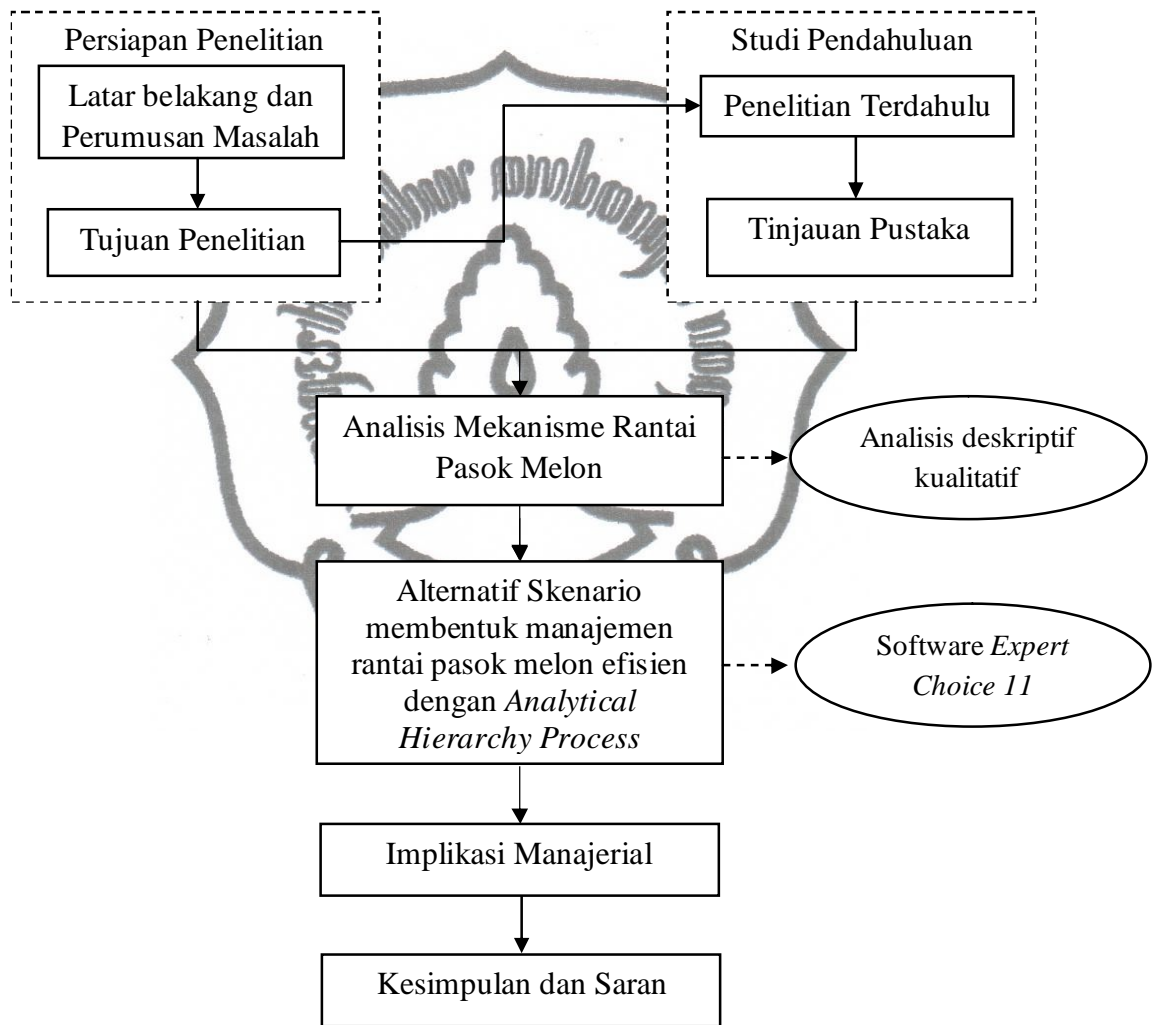 Persiapan Penelitian
Latar belakang dan
Perumusan Masalah
Tujuan Penelitian
Studi Pendahuluan
Penelitian Terdahulu
Tinjauan Pustaka
Analisis Mekanisme Rantai
Pasok Melon
Analisis deskriptif
kualitatif
Alternatif Skenario
membentuk manajemen
rantai pasok melon efisien
dengan Analytical
Hierarchy Process
Software Expert
Choice 11
Implikasi Manajerial
Kesimpulan dan Saran